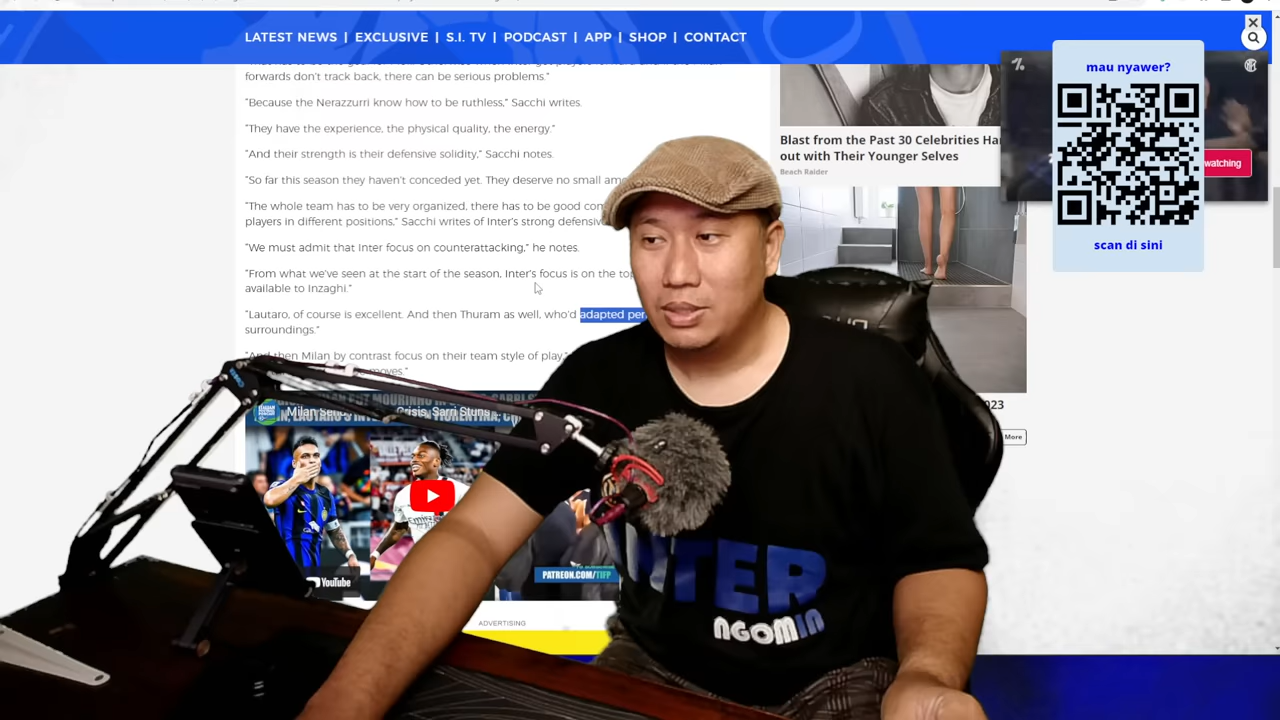 LATEST NEWS | EXCLUSIVE | S.I. TV | PODCAST | APP | SHOP | CONTACT
forwards don't track back, there can be serious problems."
"Because the Nerazzurri know how to be ruthless," Sacchi writes.
"They have the experience, the physical quality, the energy."
"And their strength is their defensive solidity," Sacchi notes.
"So far this season they haven't conceded yet. They deserve no small
"The whole team has to be very organized, there has to be good
players in different positions," Sacchi writes of Inter's strong
"We must admit that Inter focus on counterattacking," he notes.
"From what we've seen at the start of the season, Inter's focus is on the
available to Inzaghi."
"Lautaro, of course is excellent. And then Thuram as well, who'd adapted
surroundings."
"And then Milan by contrast focus on their team style of play,"
moves."
Milan
Crisis, Sarri
YouTube
PATREON.COM/TIFP
ADVERTISING
Blast from the Past 30 Celebrities
out with Their Younger Selves
Beach Raider
More
watching
mau nyawer?
scan di sini
INTER
NGOMIN